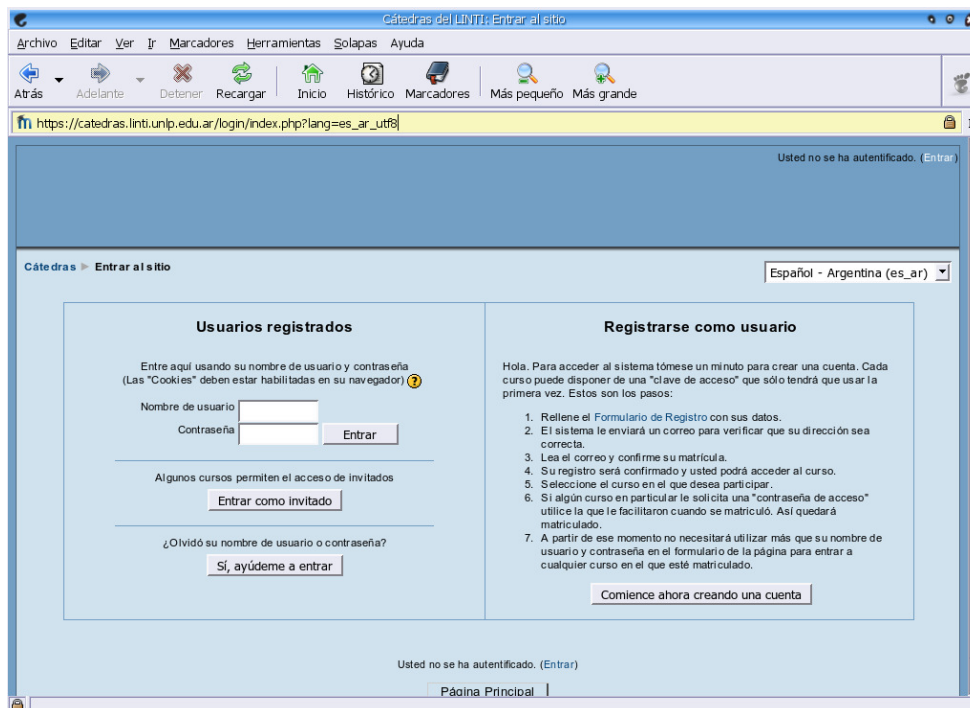 Cátedras del LINTI: Entrar al sitio
Archivo Editar Ver Ir Marcadores Herramientas Solapas Ayuda
Atrás Adelante Detener Recargar Inicio Histórico Marcadores Más pequeño Más grande
https://catedras.linti.unlp.edu.ar/login/index.php?lang=es_ar_utf8
Usted no se ha autentificado. (Entrar)
Cátedras ► Entrar al sitio
Español - Argentina (es_ar)
Usuarios registrados
Entre aquí usando su nombre de usuario y contraseña
(Las "Cookies" deben estar habilitadas en su navegador) ?
Nombre de usuario
Contraseña Entrar
Algunos cursos permiten el acceso de invitados
Entrar como invitado
¿Olvidó su nombre de usuario o contraseña?
Sí, ayúdeme a entrar
Registrarse como usuario
Hola. Para acceder al sistema tómese un minuto para crear una cuenta. Cada
curso puede disponer de una "clave de acceso" que sólo tendrá que usar la
primera vez. Estos son los pasos:
1. Rellene el Formulario de Registro con sus datos.
2. El sistema le enviará un correo para verificar que su dirección sea
correcta.
3. Lea el correo y confirme su matrícula.
4. Su registro será confirmado y usted podrá acceder al curso.
5. Seleccione el curso en el que desea participar.
6. Si algún curso en particular le solicita una "contraseña de acceso"
utilice la que le facilitaron cuando se matriculó. Así quedará
matriculado.
7. A partir de ese momento no necesitará utilizar más que su nombre de
usuario y contraseña en el formulario de la página para entrar a
cualquier curso en el que esté matriculado.
Comience ahora creando una cuenta
Usted no se ha autentificado. (Entrar)
Página Principal